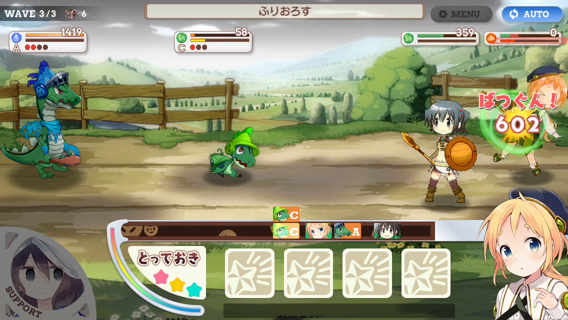 WAVE 3/3 6
ふりおろす
MENU
AUTO
1419
A
58
C
359
0
ばつぐん!
602
C
C A
とっておき
SUPPORT